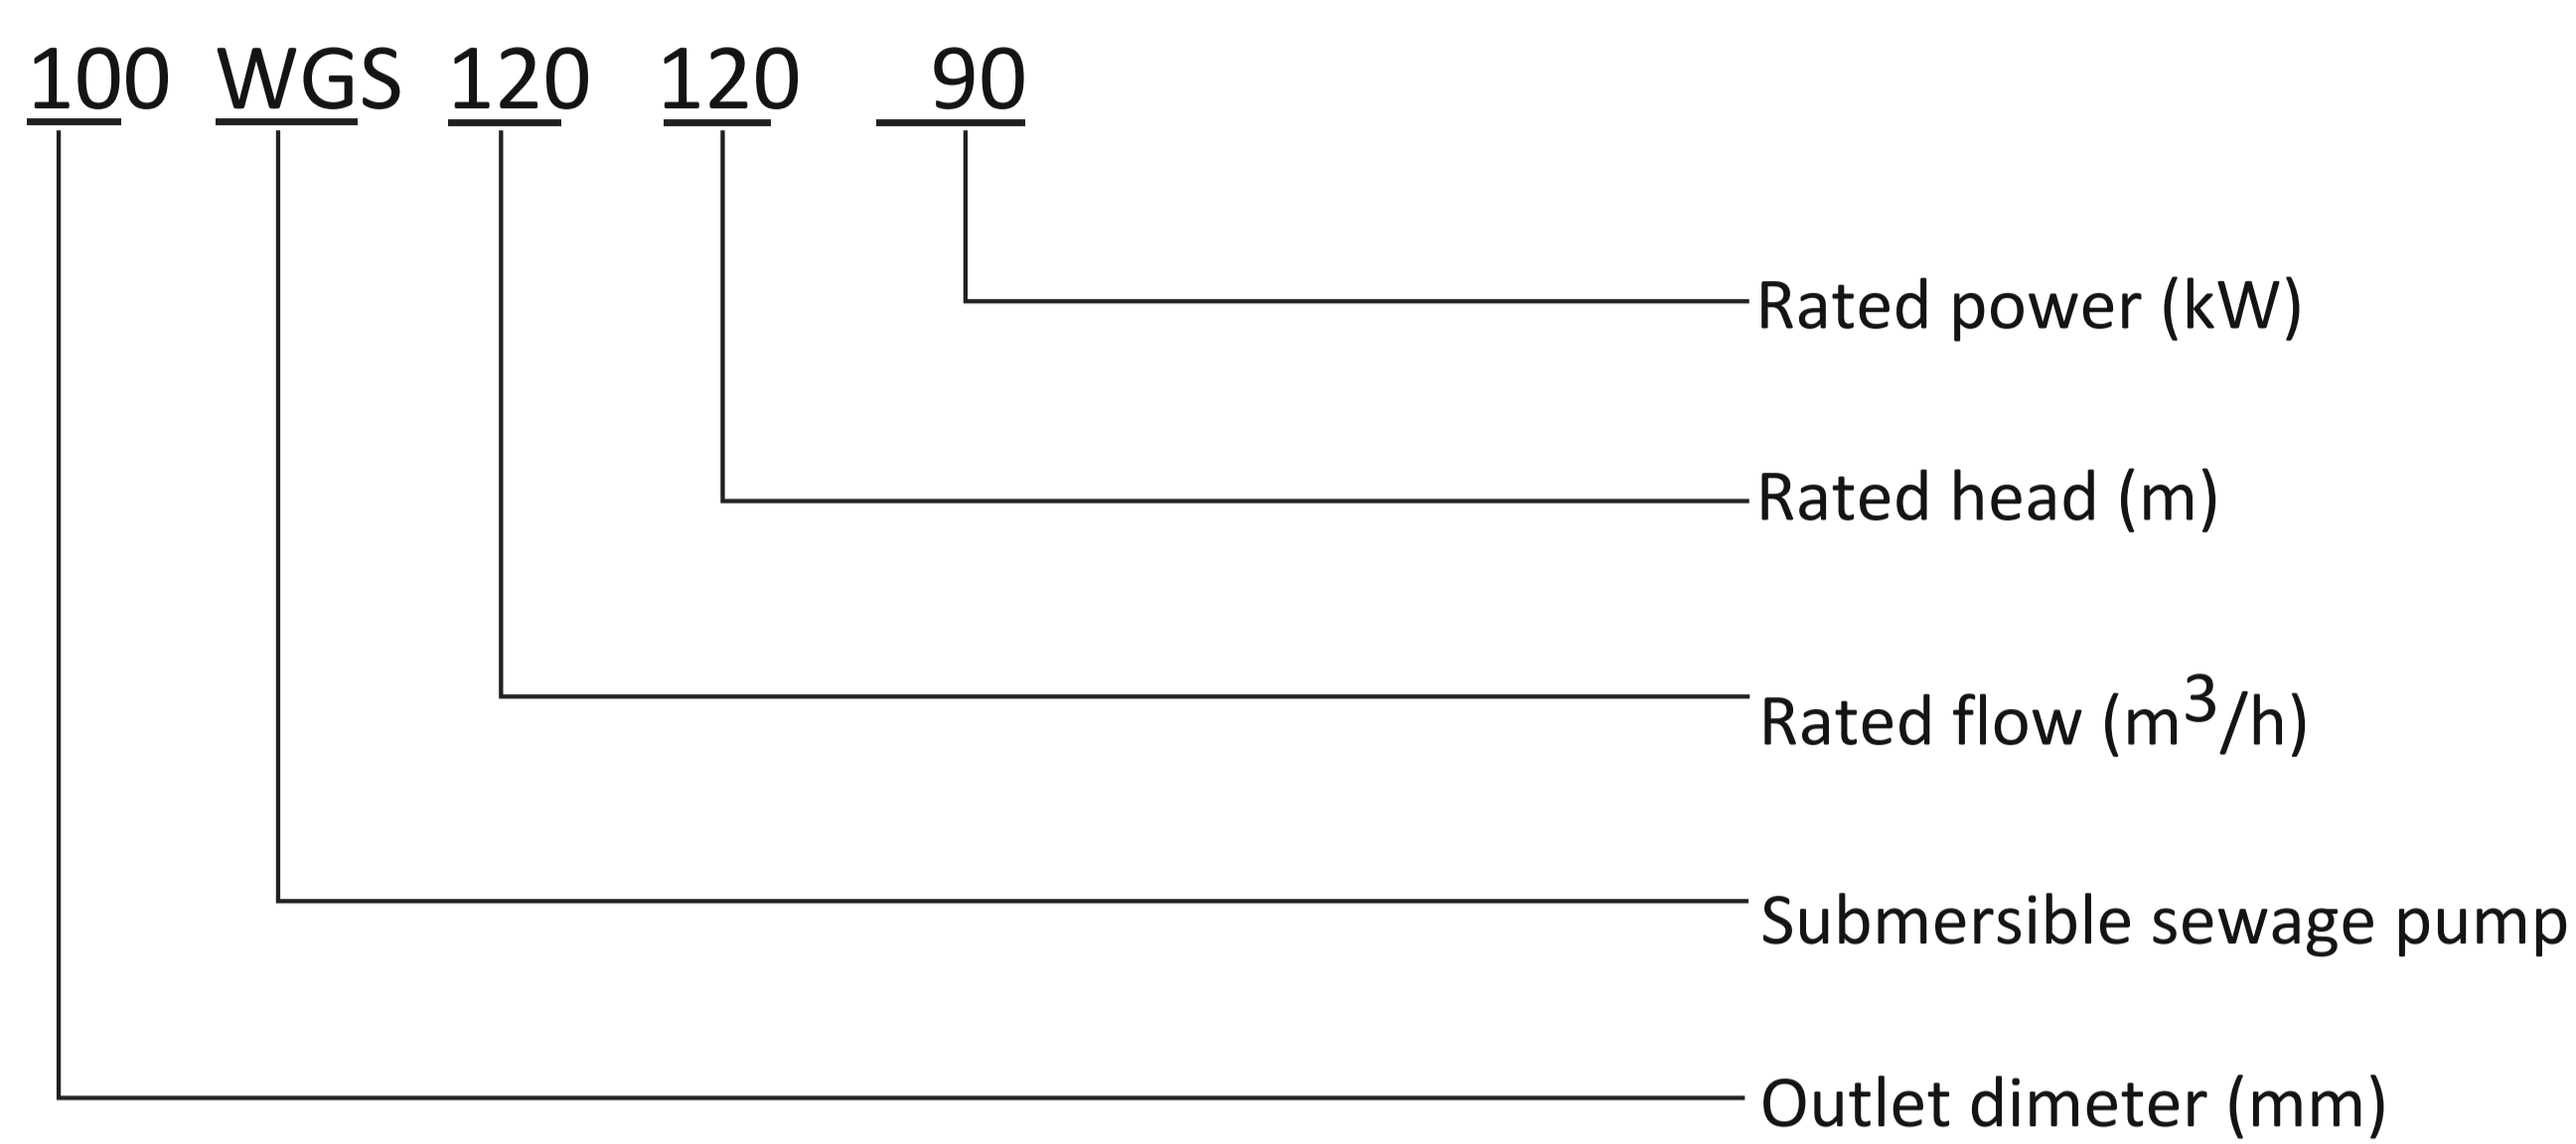 100 WGS 120 120 90
Rated power (kW)
Rated head (m)
Rated flow (m³/h)
Submersible sewage pump
Outlet dimeter (mm)